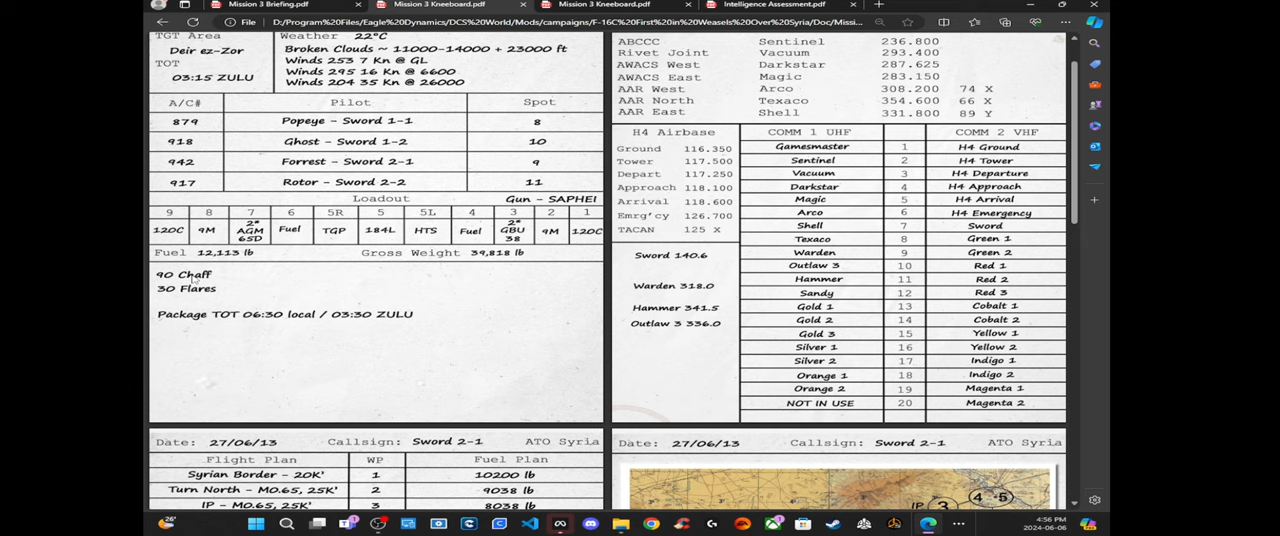 Mission 3 Briefing.pdf
Mission 3 Kneeboard.pdf
Mission 3 Kneeboard.pdf
Intelligence Assessment.pdf
File
D:/Program%20Files/Eagle%20Dynamics/DCS%20World/Mods/campaigns/F-16C%20First%20in%20Weasels%20Over%20Syria/Doc/Missi...
TGT Area
Deir ez-Zor
TOT
03:15 ZULU
Weather 22°C
Broken Clouds ~ 11000-14000 + 23000 ft
Winds 253 7 Kn @ GL
Winds 295 16 Kn @ 6600
Winds 204 35 Kn @ 26000
A/C# Pilot Spot
879 Popeye - Sword 1-1 8
918 Ghost - Sword 1-2 10
942 Forrest - Sword 2-1 9
917 Rotor - Sword 2-2 11
Loadout Gun - SAPHEI
9 8 7 6 5R 5 5L 4 3 2 1
120C 9M 2* AGM 65D Fuel TGP 184L HTS Fuel 2* GBU 38 9M 120C
Fuel 12,113 lb Gross Weight 39,818 lb
90 Chaff
30 Flares
Package TOT 06:30 local / 03:30 ZULU
Date: 27/06/13 Callsign: Sword 2-1 ATO Syria
Flight Plan WP Fuel Plan
Syrian Border - 20K' 1 10200 lb
Turn North - M0.65, 25K' 2 9038 lb
IP - M0.65, 25K' 3 8038 lb
ABCCC Sentinel 236.800
Rivet Joint Vacuum 293.400
AWACS West Darkstar 287.625
AWACS East Magic 283.150
AAR West Arco 308.200 74 X
AAR North Texaco 354.600 66 X
AAR East Shell 331.800 89 Y
H4 Airbase
Ground 116.350
Tower 117.500
Depart 117.250
Approach 118.100
Arrival 118.600
Emrg'cy 126.700
TACAN 125 X
Sword 140.6
Warden 318.0
Hammer 341.5
Outlaw 3 336.0
COMM 1 UHF COMM 2 VHF
Gamesmaster 1 H4 Ground
Sentinel 2 H4 Tower
Vacuum 3 H4 Departure
Darkstar 4 H4 Approach
Magic 5 H4 Arrival
Arco 6 H4 Emergency
Shell 7 Sword
Texaco 8 Green 1
Warden 9 Green 2
Outlaw 3 10 Red 1
Hammer 11 Red 2
Sandy 12 Red 3
Gold 1 13 Cobalt 1
Gold 2 14 Cobalt 2
Gold 3 15 Yellow 1
Silver 1 16 Yellow 2
Silver 2 17 Indigo 1
Orange 1 18 Indigo 2
Orange 2 19 Magenta 1
NOT IN USE 20 Magenta 2
Date: 27/06/13 Callsign: Sword 2-1 ATO Syria
IP 3 4 -5
26°
4:56 PM
2024-06-06